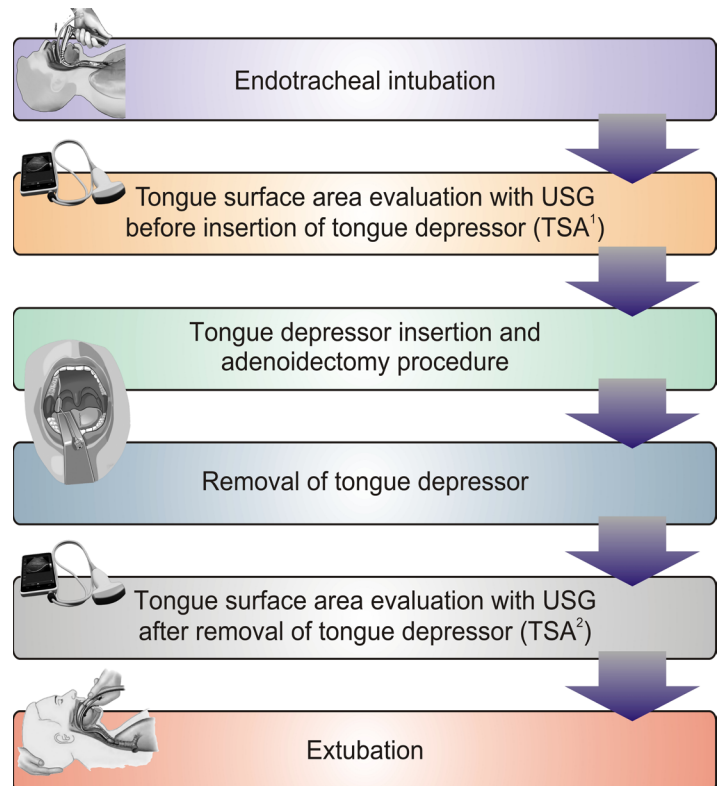 Endotracheal intubation
Tongue surface area evaluation with USG
before insertion of tongue depressor (TSA¹)
Tongue depressor insertion and
adenoidectomy procedure
Removal of tongue depressor
Tongue surface area evaluation with USG
after removal of tongue depressor (TSA²)
Extubation